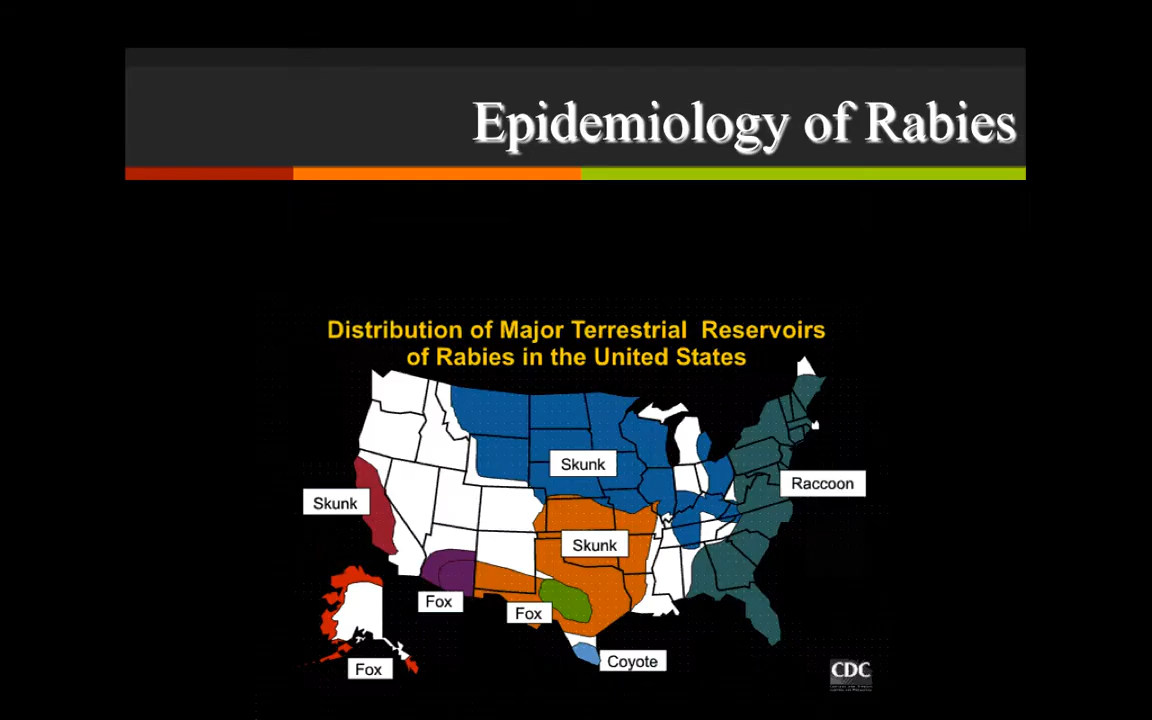 Epidemiology of Rabies
Distribution of Major Terrestrial Reservoirs
of Rabies in the United States
Skunk
Raccoon
Skunk
Skunk
Fox
Fox
Coyote
Fox
CDC